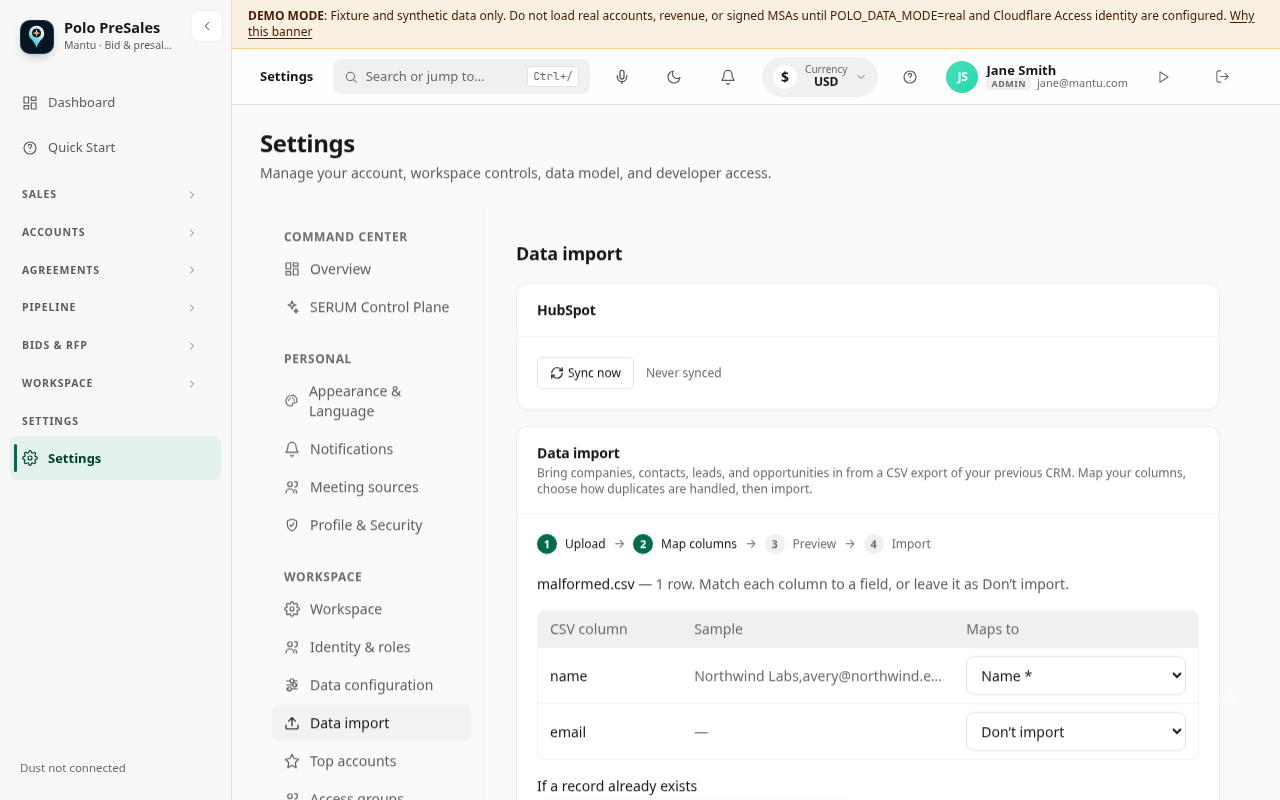 Polo PreSales
Mantu · Bid & presal...
Dashboard
Quick Start
SALES
ACCOUNTS
AGREEMENTS
PIPELINE
BIDS & RFP
WORKSPACE
SETTINGS
Settings
Dust not connected
DEMO MODE: Fixture and synthetic data only. Do not load real accounts, revenue, or signed MSAs until POLO_DATA_MODE=real and Cloudflare Access identity are configured. Why
this banner
Settings
Search or jump to...
Ctrl+/
$
Currency
USD
JS
Jane Smith
ADMIN jane@mantu.com
Settings
Manage your account, workspace controls, data model, and developer access.
COMMAND CENTER
Overview
SERUM Control Plane
PERSONAL
Appearance &
Language
Notifications
Meeting sources
Profile & Security
WORKSPACE
Workspace
Identity & roles
Data configuration
Data import
Top accounts
Access groups
Data import
HubSpot
Sync now
Never synced
Data import
Bring companies, contacts, leads, and opportunities in from a CSV export of your previous CRM. Map your columns,
choose how duplicates are handled, then import.
1 Upload → 2 Map columns → 3 Preview → 4 Import
malformed.csv — 1 row. Match each column to a field, or leave it as Don’t import.
CSV column Sample Maps to
name Northwind Labs,avery@northwind.e... Name *
email — Don’t import
If a record already exists